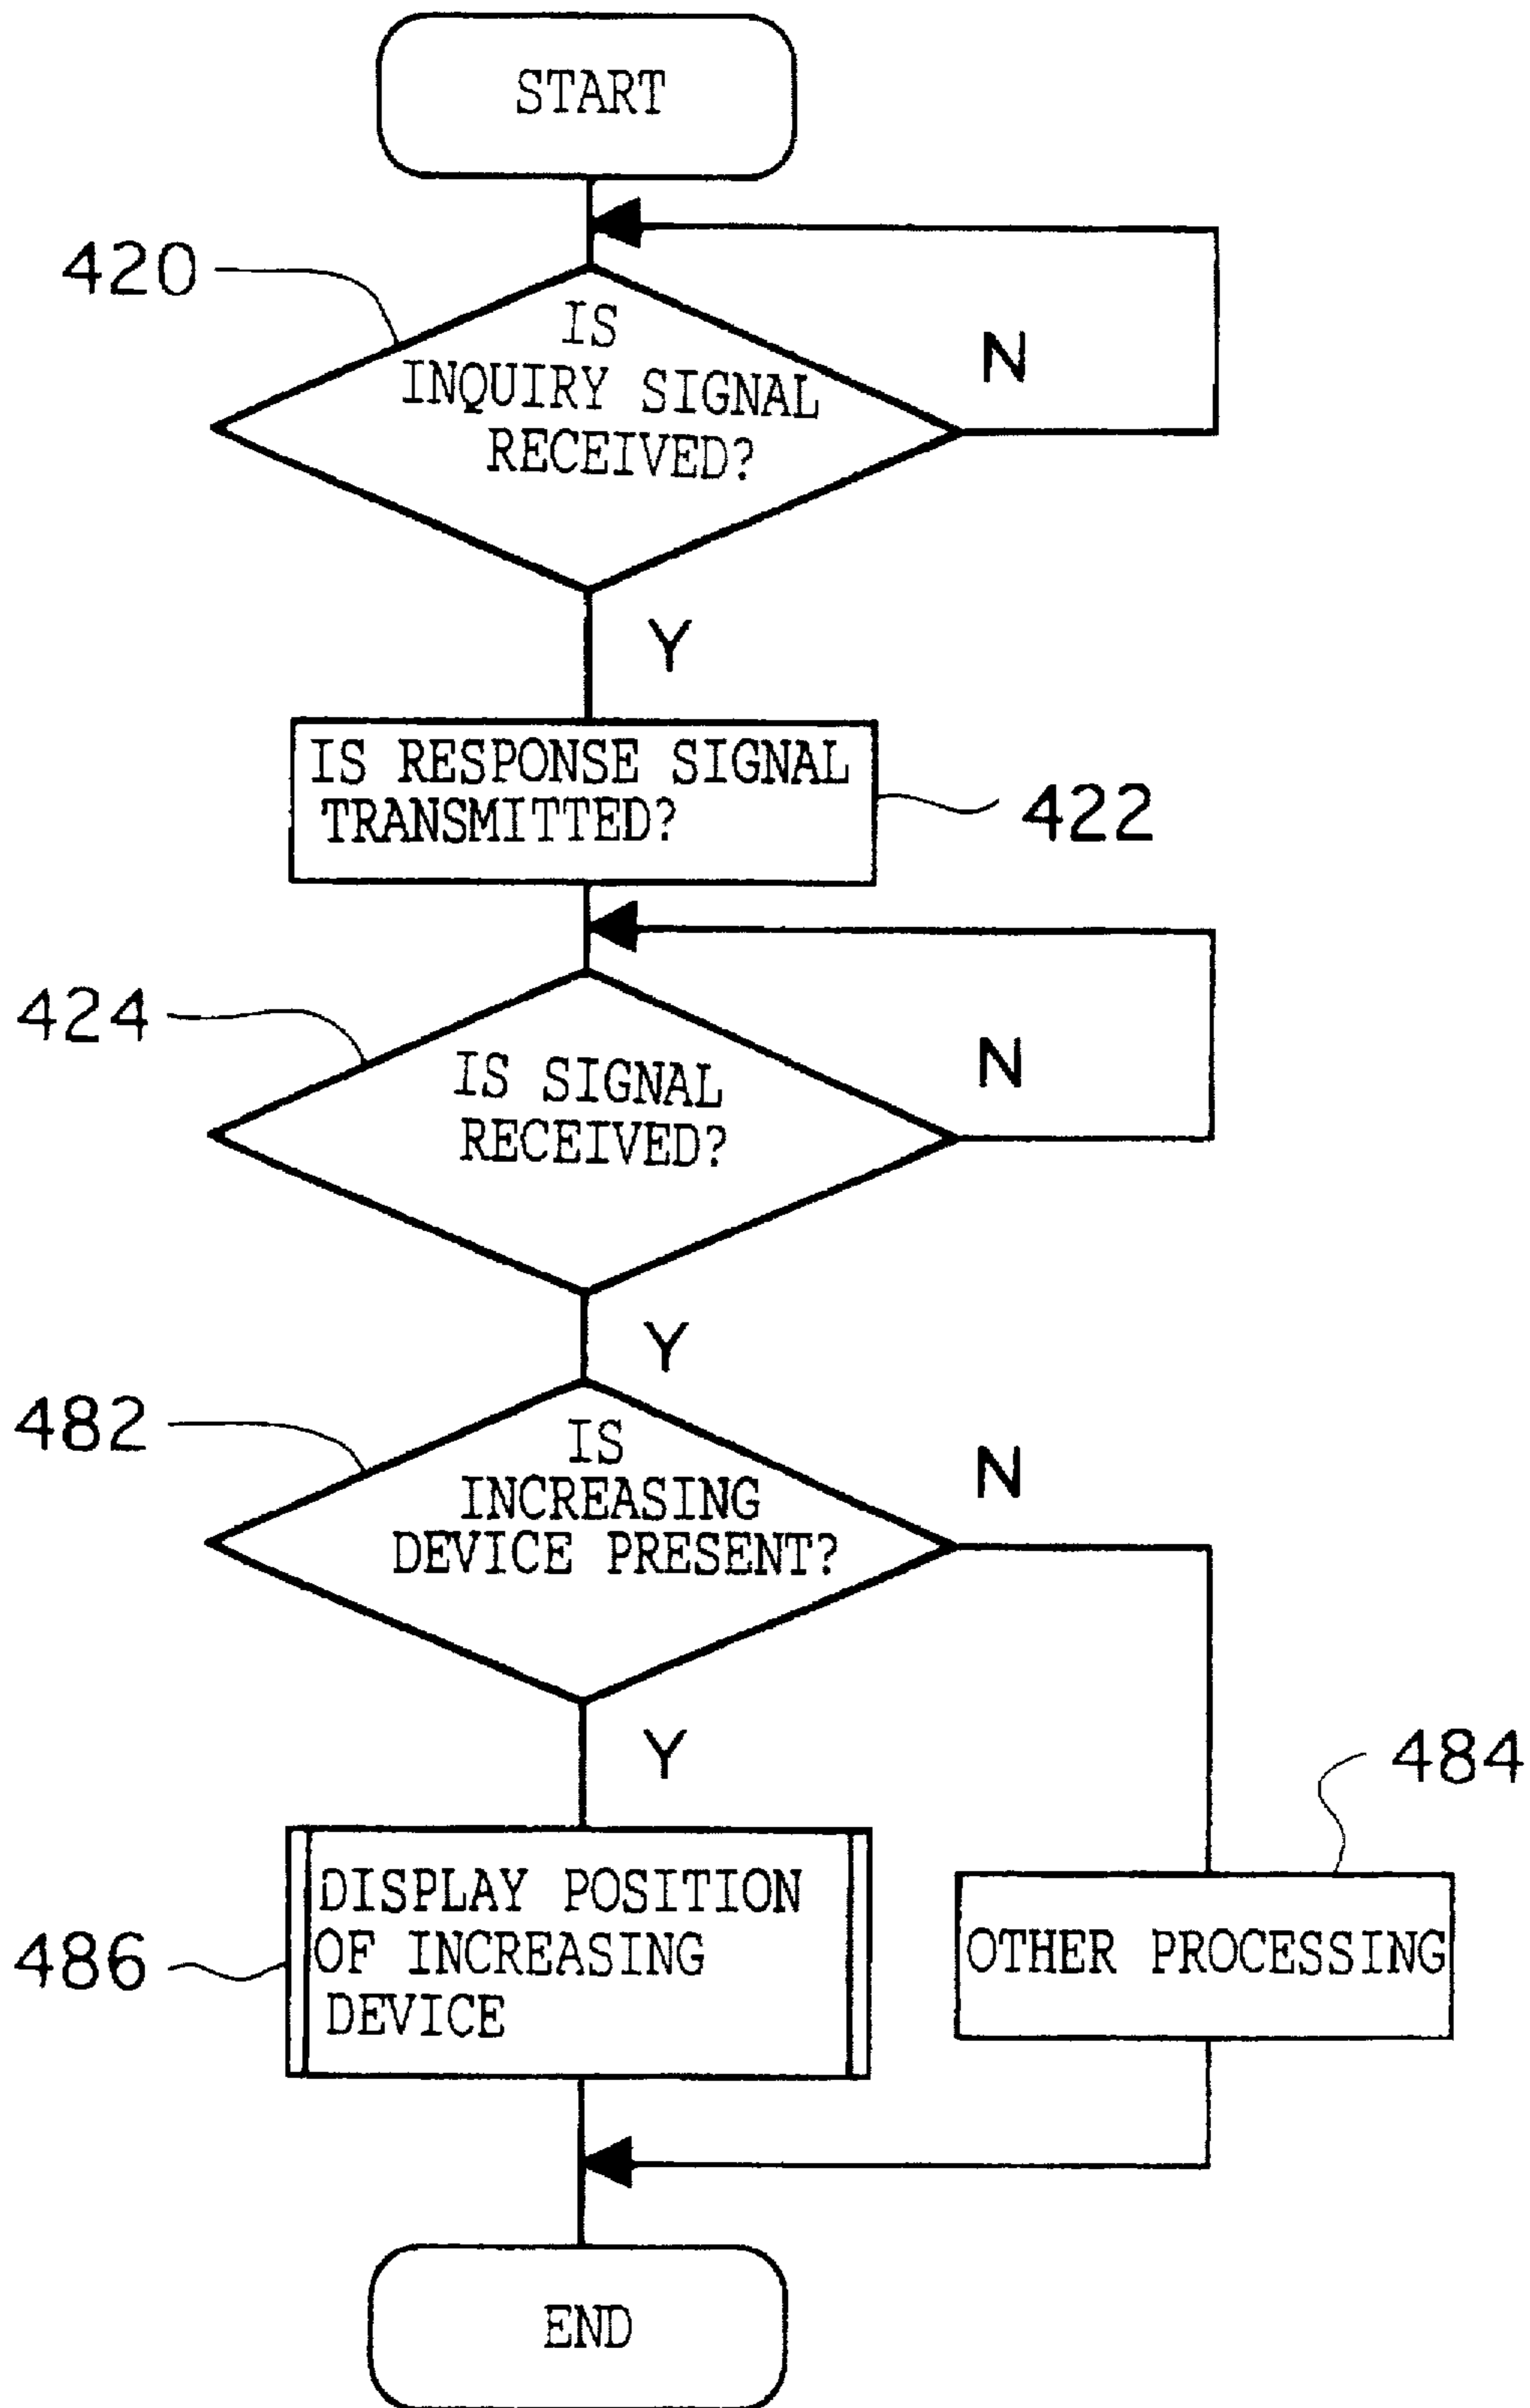 START
420
IS
INQUIRY SIGNAL
RECEIVED?
N
Y
IS RESPONSE SIGNAL
TRANSMITTED?
422
424
IS SIGNAL
RECEIVED?
N
Y
482
IS
INCREASING
DEVICE PRESENT?
N
Y
484
486
DISPLAY POSITION
OF INCREASING
DEVICE
OTHER PROCESSING
END